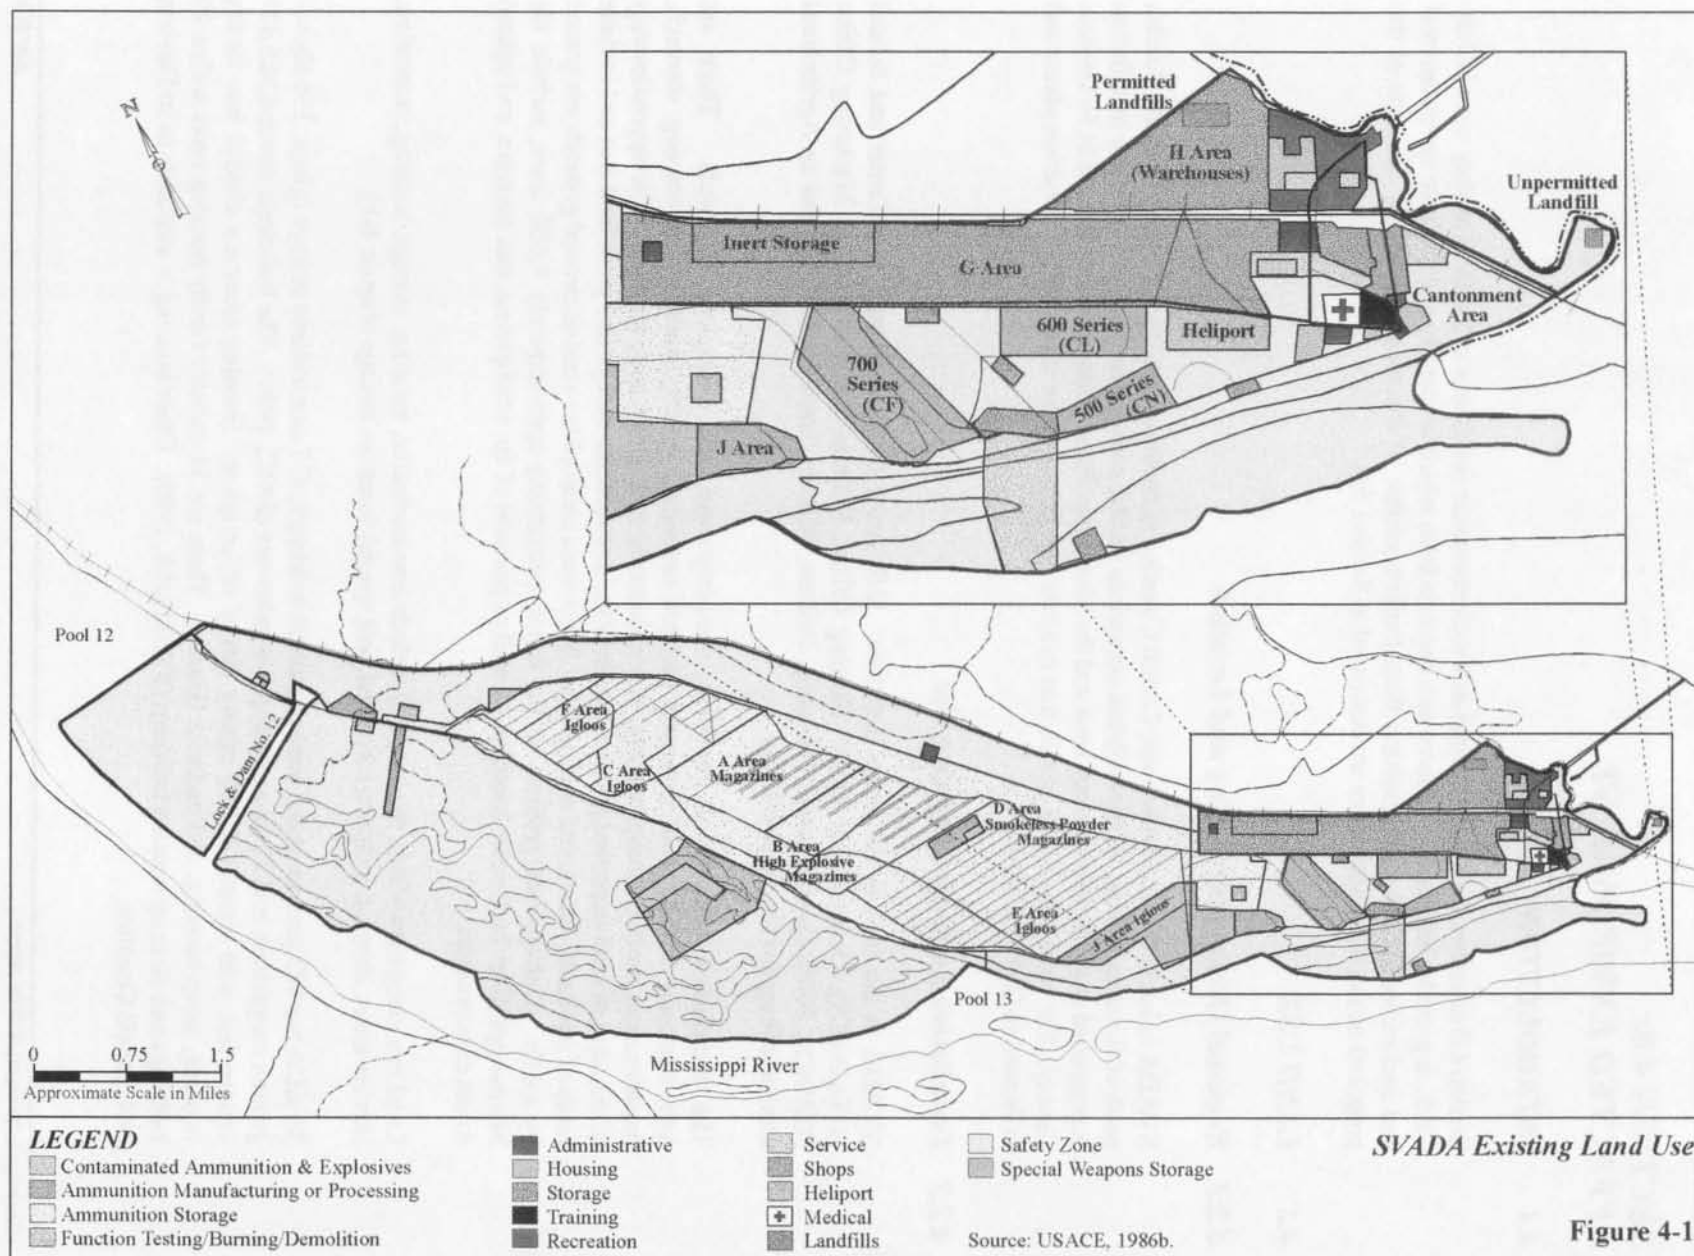 N
Permitted
Landfills
H Area
(Warehouses)
Unpermitted
Landfill
Inert Storage
G Area
Cantonment
Area
600 Series
(CL)
Heliport
700
Series
(CF)
500 Series
(CN)
J Area
Pool 12
Lock & Dam No. 12
F Area
Igloos
C Area
Igloos
A Area
Magazines
D Area
Smokeless Powder
Magazines
B Area
High Explosive
Magazines
E Area
Igloos
J Area Igloos
Pool 13
Mississippi River
0 0.75 1.5
Approximate Scale in Miles
LEGEND
Contaminated Ammunition & Explosives
Ammunition Manufacturing or Processing
Ammunition Storage
Function Testing/Burning/Demolition
Administrative
Housing
Storage
Training
Recreation
Service
Shops
Heliport
Medical
Landfills
Safety Zone
Special Weapons Storage
Source: USACE, 1986b.
SVADA Existing Land Use
Figure 4-1